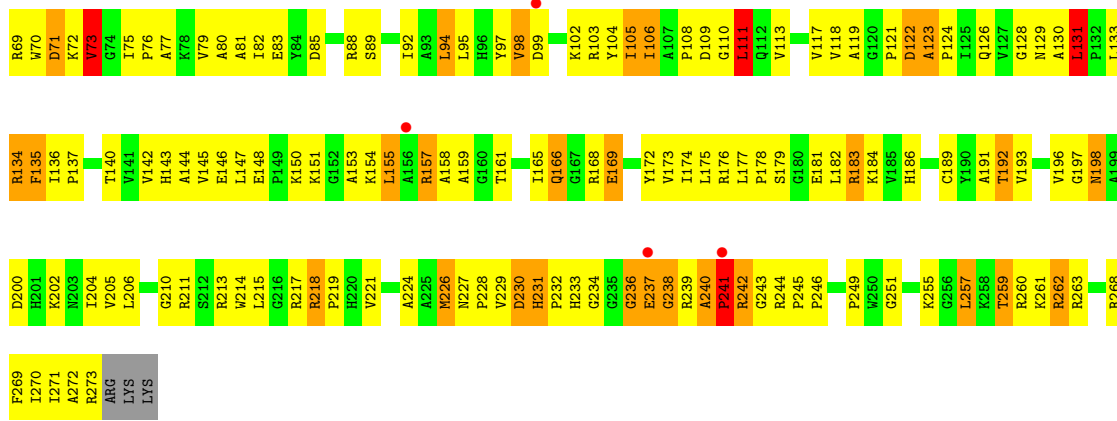 R69 W70 D71 K72 V73 G74 I75 P76 A77 K78 V79 A80 A81 I82 E83 Y84 D85 R88 S89 I92 A93 L94 L95 H96 Y97 V98 D99 K102 R103 Y104 I105 I106 A107 P108 D109 G110 L111 Q112 V113 V117 V118 A119 G120 P121 D122 A123 P124 I125 Q126 V127 G128 N129 A130 L131 P132 L133
R134 F135 I136 P137 T140 V141 V142 H143 A144 V145 E146 L147 E148 P149 K150 K151 G152 A153 K154 L155 A156 R157 A158 A159 G160 T161 I165 Q166 G167 R168 E169 Y172 V173 I174 L175 R176 L177 P178 S179 G180 E181 L182 R183 K184 V185 H186 C189 Y190 A191 T192 V193 V196 G197 N198 A199
D200 H201 K202 N203 I204 V205 L206 G210 R211 S212 R213 W214 L215 G216 R217 R218 P219 H220 V221 A224 A225 M226 N227 P228 V229 D230 H231 P232 H233 G234 G235 G236 E237 G238 R239 A240 P241 R242 G243 R244 P245 P246 P249 W250 G251 K255 G256 L257 K258 T259 R260 K261 R262 R263 R268
F269 I270 I271 A272 R273 ARG LYS LYS